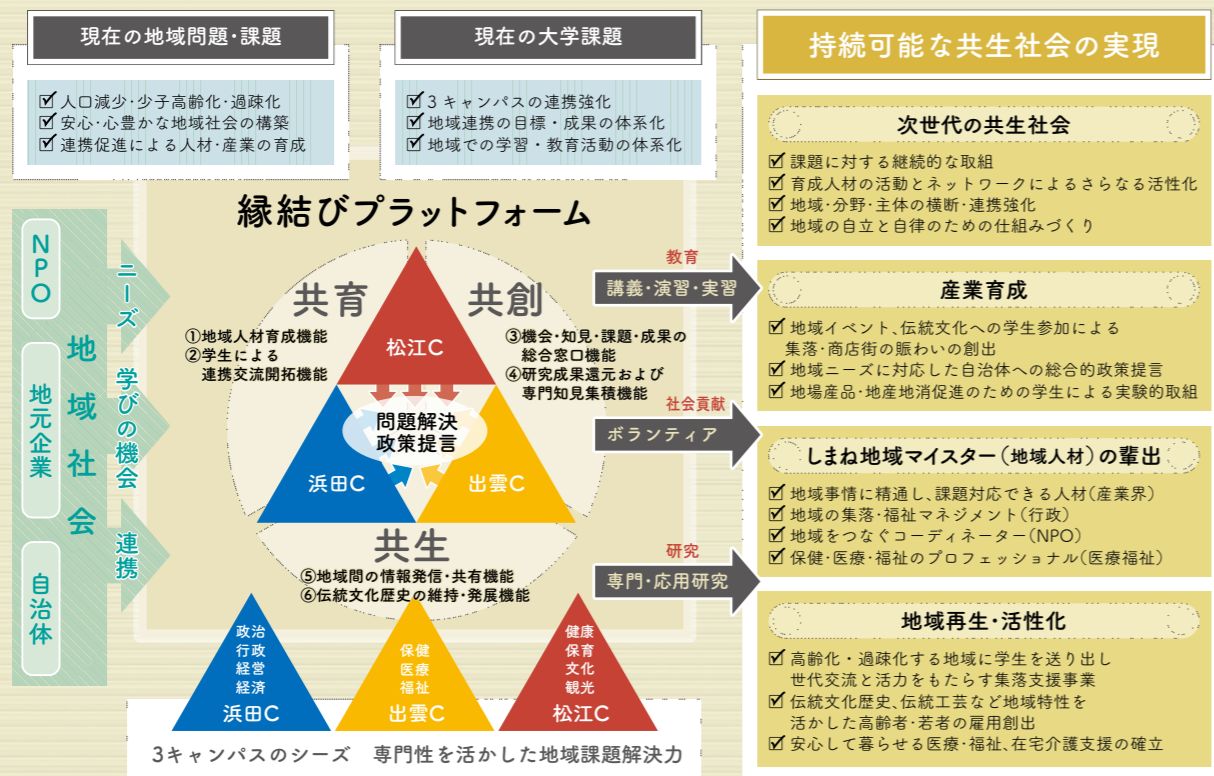 現在の地域問題・課題
人口減少・少子高齢化・過疎化
安心・心豊かな地域社会の構築
連携促進による人材・産業の育成
現在の大学課題
3キャンパスの連携強化
地域連携の目標・成果の体系化
地域での学習・教育活動の体系化
縁結びプラットフォーム
NPO
地元企業
自治体
地域社会
ニーズ
学びの機会
連携
共育
①地域人材育成機能
②学生による
連携交流開拓機能
共創
③機会・知見・課題・成果の
総合窓口機能
④研究成果還元および
専門知見集積機能
松江C
問題解決
政策提言
浜田C
出雲C
共生
⑤地域間の情報発信・共有機能
⑥伝統文化歴史の維持・発展機能
政治
行政
経営
経済
浜田C
保健
医療
福祉
出雲C
健康
保育
文化
観光
松江C
3キャンパスのシーズ 専門性を活かした地域課題解決力
教育
講義・演習・実習
社会貢献
ボランティア
研究
専門・応用研究
持続可能な共生社会の実現
次世代の共生社会
課題に対する継続的な取組
育成人材の活動とネットワークによるさらなる活性化
地域・分野・主体の横断・連携強化
地域の自立と自律のための仕組みづくり
産業育成
地域イベント、伝統文化への学生参加による
集落・商店街の賑わいの創出
地域ニーズに対応した自治体への総合的政策提言
地場産品・地産地消促進のための学生による実験的取組
しまね地域マイスター(地域人材)の輩出
地域事情に精通し、課題対応できる人材(産業界)
地域の集落・福祉マネジメント(行政)
地域をつなぐコーディネーター(NPO)
保健・医療・福祉のプロフェッショナル(医療福祉)
地域再生・活性化
高齢化・過疎化する地域に学生を送り出し
世代交流と活力をもたらす集落支援事業
伝統文化歴史、伝統工芸など地域特性を
活かした高齢者・若者の雇用創出
安心して暮らせる医療・福祉、在宅介護支援の確立